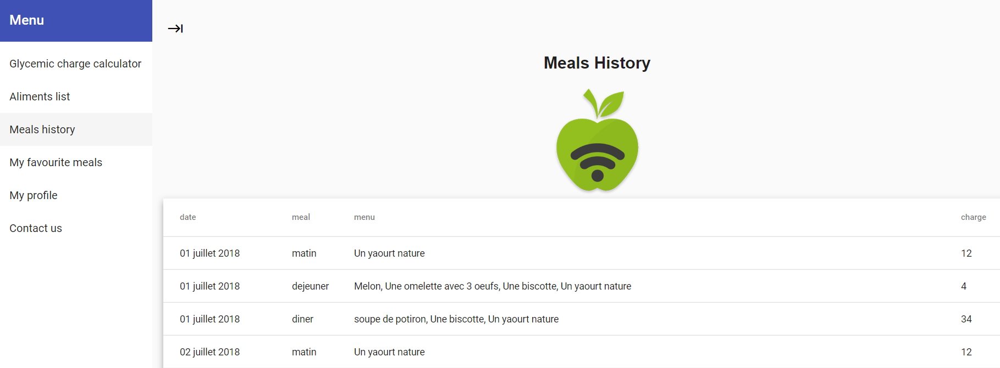 Menu
Glycemic charge calculator
Aliments list
Meals history
My favourite meals
My profile
Contact us
Meals History
date meal menu charge
01 juillet 2018 matin Un yaourt nature 12
01 juillet 2018 dejeuner Melon, Une omelette avec 3 oeufs, Une biscotte, Un yaourt nature 4
01 juillet 2018 diner soupe de potiron, Une biscotte, Un yaourt nature 34
02 juillet 2018 matin Un yaourt nature 12